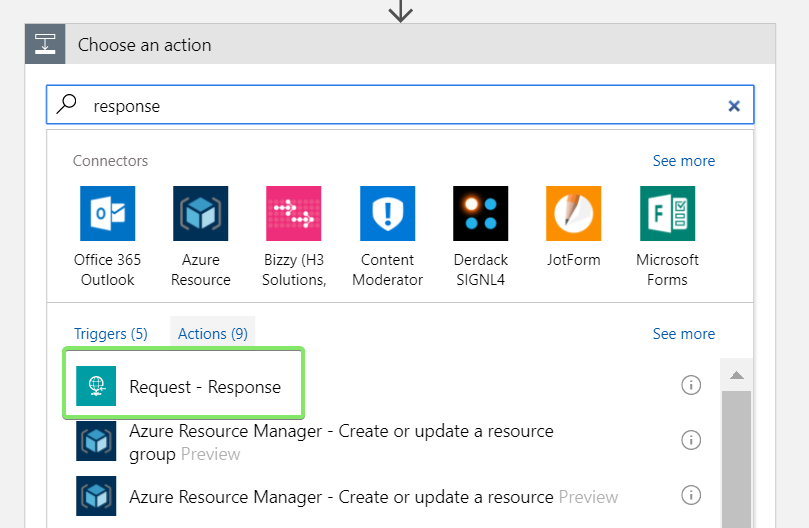 Choose an action
response
Connectors
See more
Office 365
Outlook
Azure
Resource
Bizzy (H3
Solutions,
Content
Moderator
Derdack
SIGNL4
JotForm
Microsoft
Forms
Triggers (5)
Actions (9)
See more
Request - Response
Azure Resource Manager - Create or update a resource
group Preview
Azure Resource Manager - Create or update a resource Preview